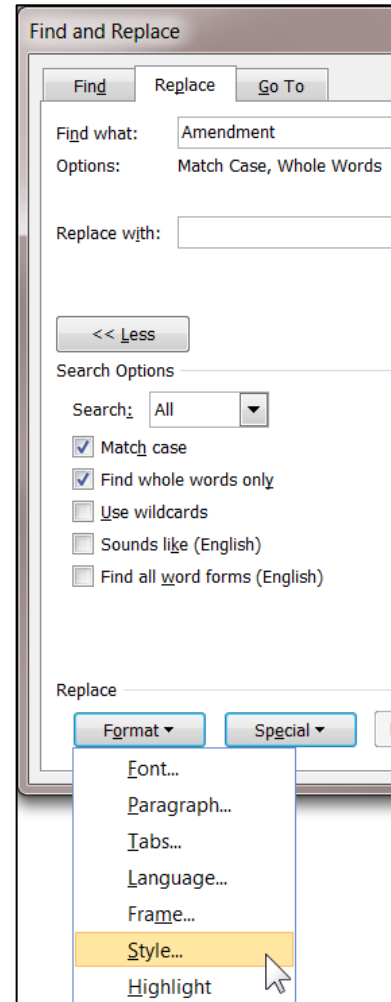 Find and Replace
Find Replace Go To
Find what: Amendment
Options: Match Case, Whole Words
Replace with:
<< Less
Search Options
Search: All
Match case
Find whole words only
Use wildcards
Sounds like (English)
Find all word forms (English)
Replace
Format Special
Font...
Paragraph...
Tabs...
Language...
Frame...
Style...
Highlight